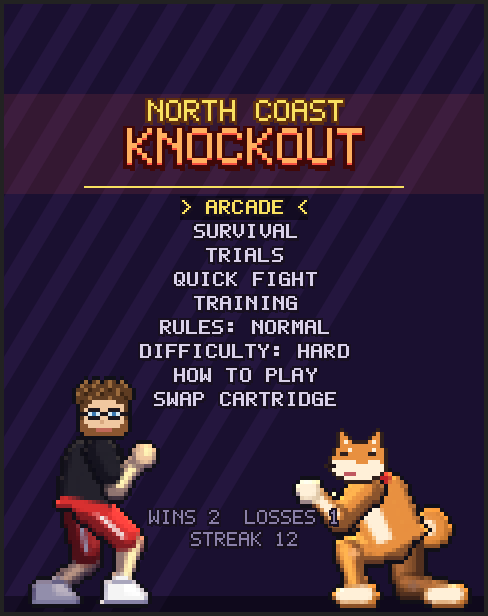 NORTH COAST
KNOCKOUT
> ARCADE <
SURVIVAL
TRIALS
QUICK FIGHT
TRAINING
RULES: NORMAL
DIFFICULTY: HARD
HOW TO PLAY
SWAP CARTRIDGE
WINS 2 LOSSES 1
STREAK 12